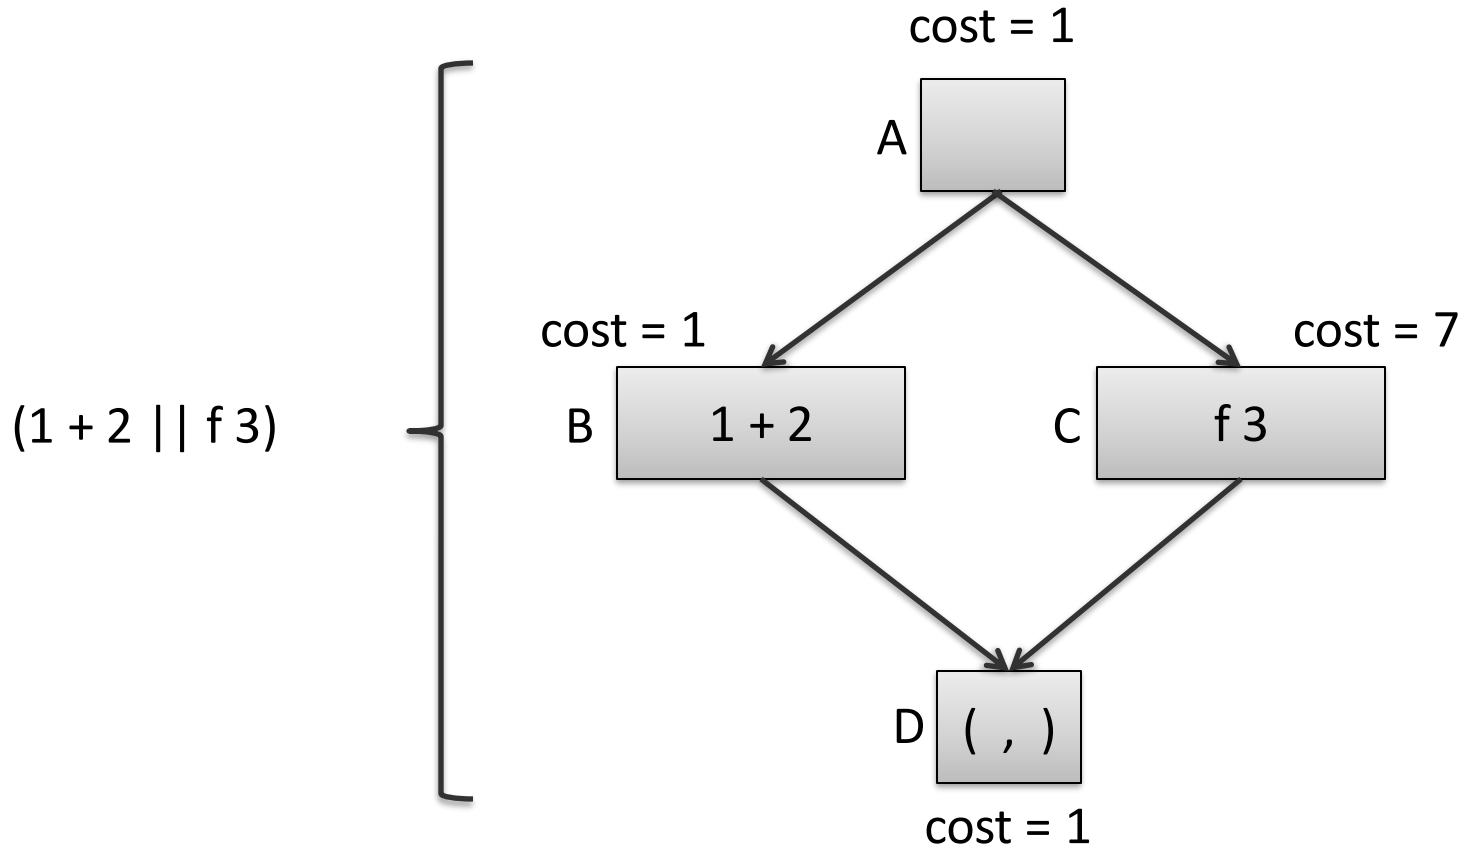 cost = 1
A
cost = 1
cost = 7
(1 + 2 || f 3)
B
1 + 2
C
f 3
D
( , )
cost = 1